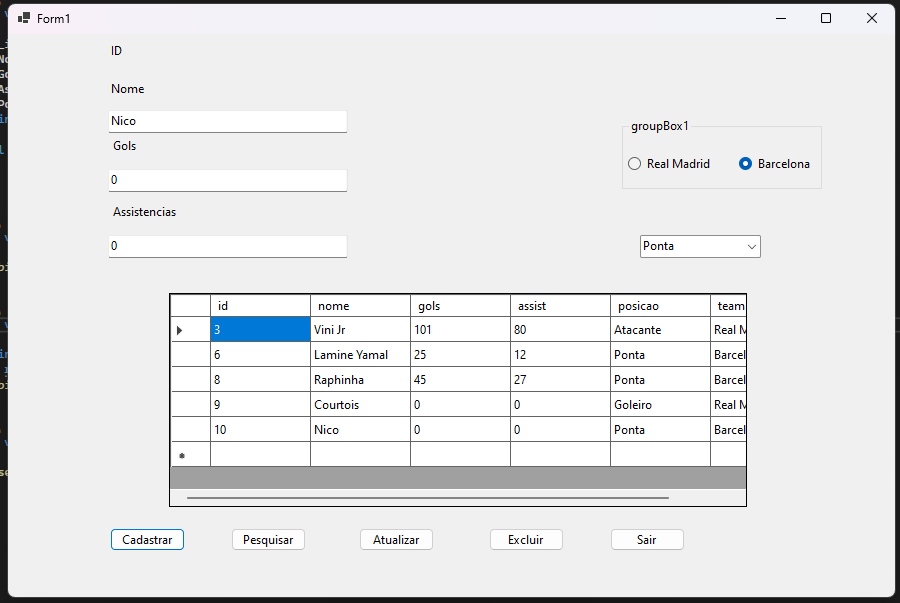 Form1
ID
Nome
Nico
Gols
0
Assistencias
0
groupBox1
Real Madrid Barcelona
Ponta
id nome gols assist posicao team
3 Vini Jr 101 80 Atacante Real M
6 Lamine Yamal 25 12 Ponta Barcel
8 Raphinha 45 27 Ponta Barcel
9 Courtois 0 0 Goleiro Real M
10 Nico 0 0 Ponta Barcel
Cadastrar Pesquisar Atualizar Excluir Sair